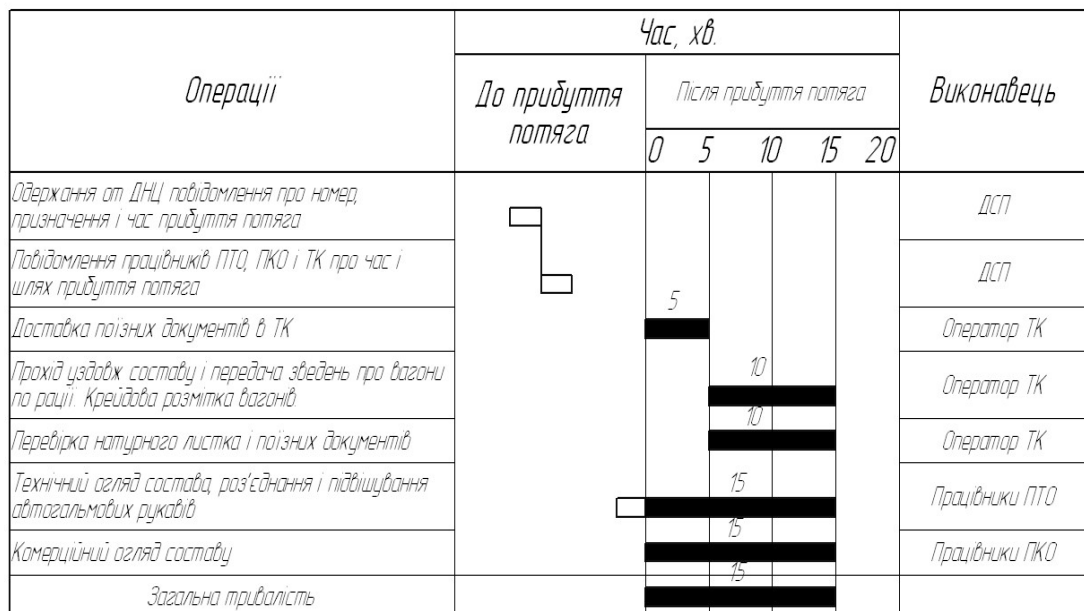 Операції
Час, хв.
До прибуття
потяга
Після прибуття потяга
0 5 10 15 20
Виконавець
Одержання от ДНЦ повідомлення про номер,
призначення і час прибуття потяга
ДСП
Повідомлення працівників ПТО, ПКО і ТК про час і
шлях прибуття потяга
ДСП
5
Доставка поїзних документів в ТК
Оператор ТК
Прохід уздовж составу і передача зведень про вагони
по рації. Крейдова розмітка вагонів.
10
Оператор ТК
10
Перевірка натурного листка і поїзних документів
Оператор ТК
Технічний огляд состава, роз'єднання і підвішування
автогальмових рукавів
15
Працівники ПТО
15
Комерційний огляд составу
Працівники ПКО
15
Загальна тривалість